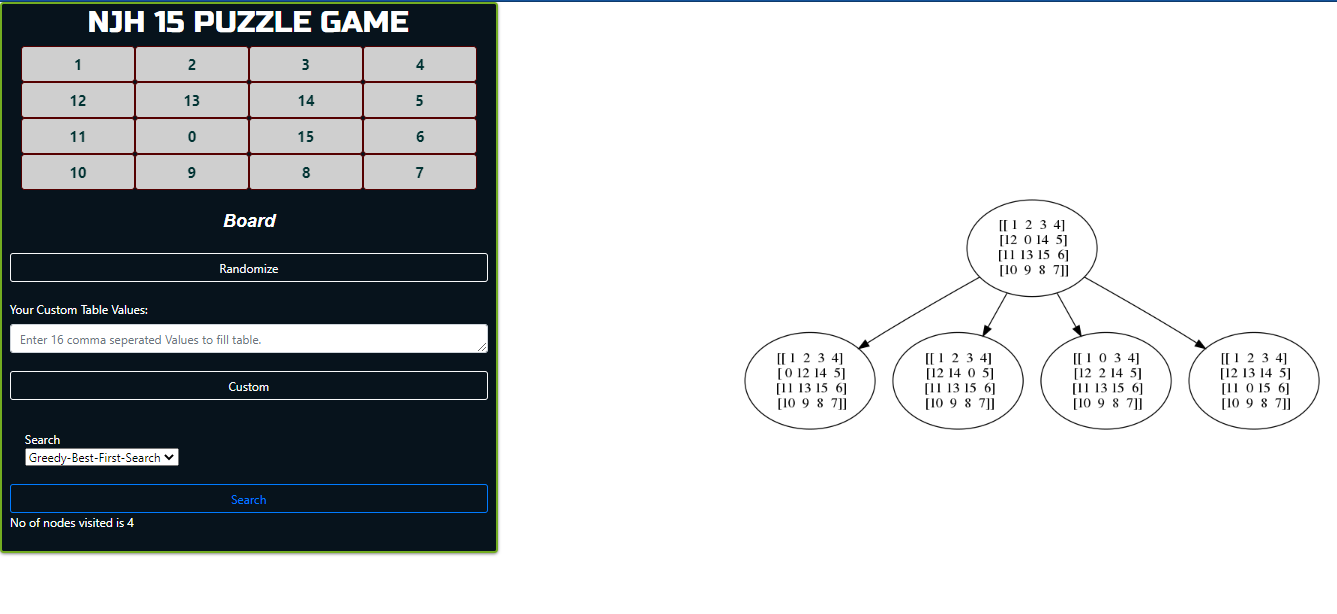 NJH 15 PUZZLE GAME
1 2 3 4
12 13 14 5
11 0 15 6
10 9 8 7
Board
Randomize
Your Custom Table Values:
Enter 16 comma seperated Values to fill table.
Custom
Search
Greedy-Best-First-Search
Search
No of nodes visited is 4
[[ 1 2 3 4]
[12 0 14 5]
[11 13 15 6]
[10 9 8 7]]
[[ 1 2 3 4]
[ 0 12 14 5]
[11 13 15 6]
[10 9 8 7]]
[[ 1 2 3 4]
[12 14 0 5]
[11 13 15 6]
[10 9 8 7]]
[[ 1 0 3 4]
[12 2 14 5]
[11 13 15 6]
[10 9 8 7]]
[[ 1 2 3 4]
[12 13 14 5]
[11 0 15 6]
[10 9 8 7]]